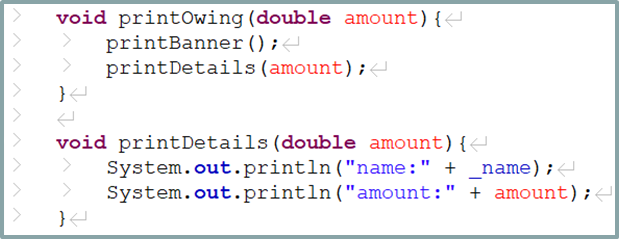 void printOwing(double amount){
printBanner();
printDetails(amount);
}
void printDetails(double amount){
System.out.println("name:" + _name);
System.out.println("amount:" + amount);
}